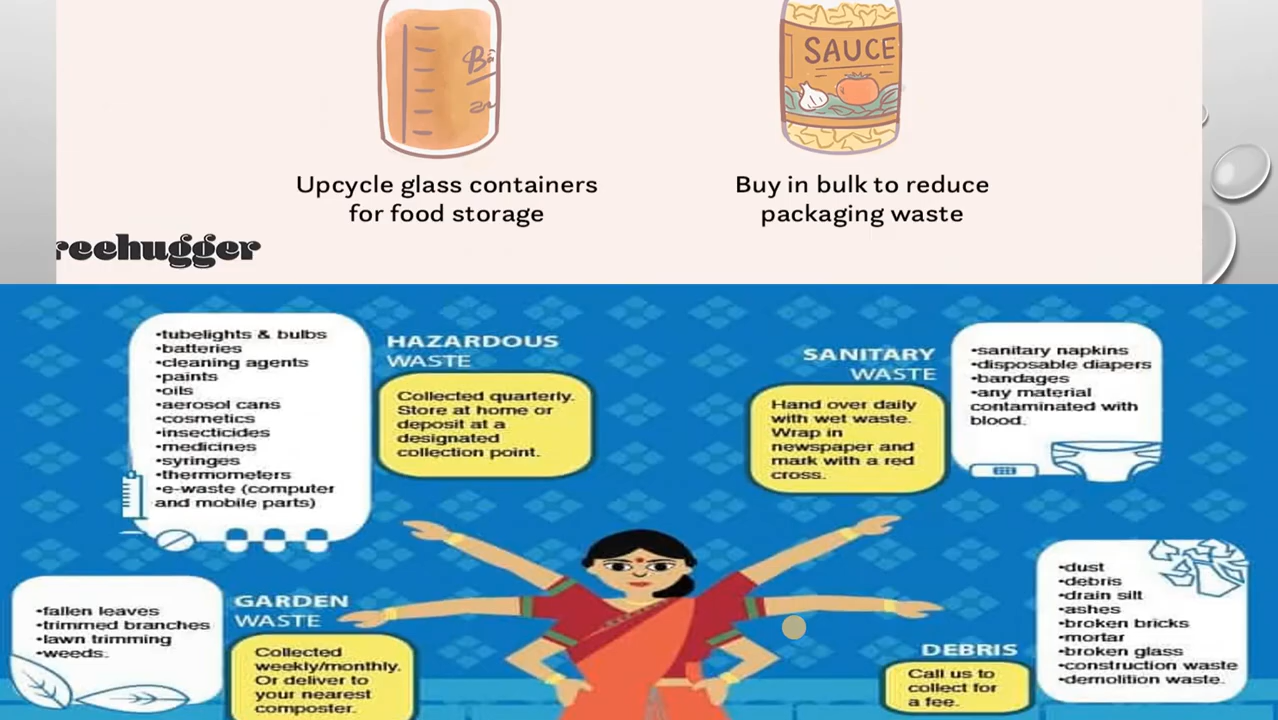 SAUCE
Upcycle glass containers
for food storage
Buy in bulk to reduce
packaging waste
reehugger
•tubelights & bulbs
•batteries
•cleaning agents
•paints
•oils
•aerosol cans
•cosmetics
•insecticides
•medicines
•syringes
•thermometers
•e-waste (computer
and mobile parts)
HAZARDOUS
WASTE
Collected quarterly.
Store at home or
deposit at a
designated
collection point.
SANITARY
WASTE
Hand over daily
with wet waste.
Wrap in
newspaper and
mark with a red
cross.
•sanitary napkins
•disposable diapers
•bandages
•any material
contaminated with
blood.
•fallen leaves
•trimmed branches
•lawn trimming
•weeds.
GARDEN
WASTE
Collected
weekly/monthly.
Or deliver to
your nearest
composter.
DEBRIS
Call us to
collect for
a fee.
•dust
•debris
•drain silt
•ashes
•broken bricks
•mortar
•broken glass
•construction waste
•demolition waste.